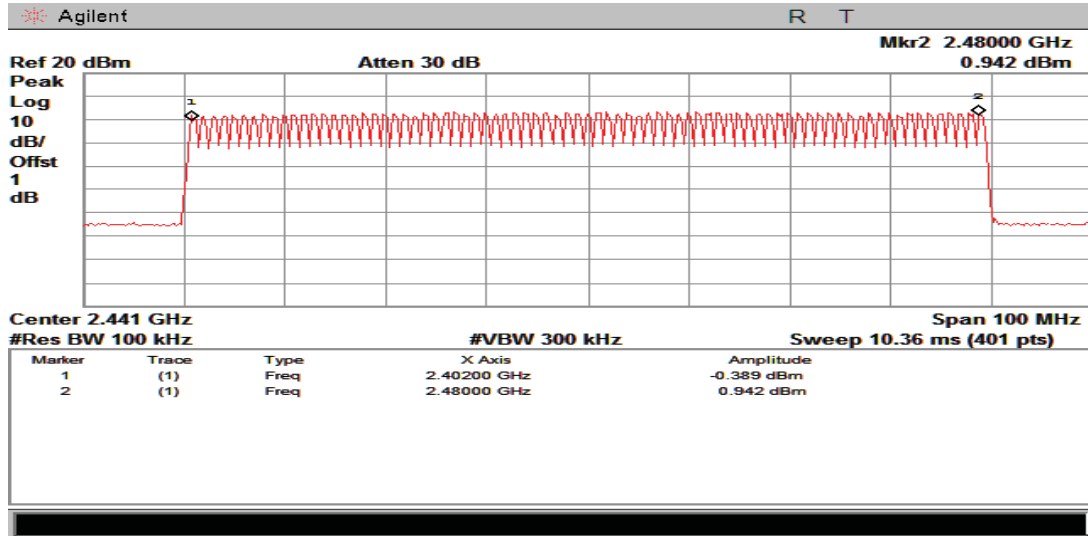 Agilent R T
Mkr2 2.48000 GHz
Ref 20 dBm Atten 30 dB 0.942 dBm
Peak
Log
10
dB/
Offst
1
dB
1 2
Center 2.441 GHz Span 100 MHz
#Res BW 100 kHz #VBW 300 kHz Sweep 10.36 ms (401 pts)
Marker Trace Type X Axis Amplitude
1 (1) Freq 2.40200 GHz -0.389 dBm
2 (1) Freq 2.48000 GHz 0.942 dBm